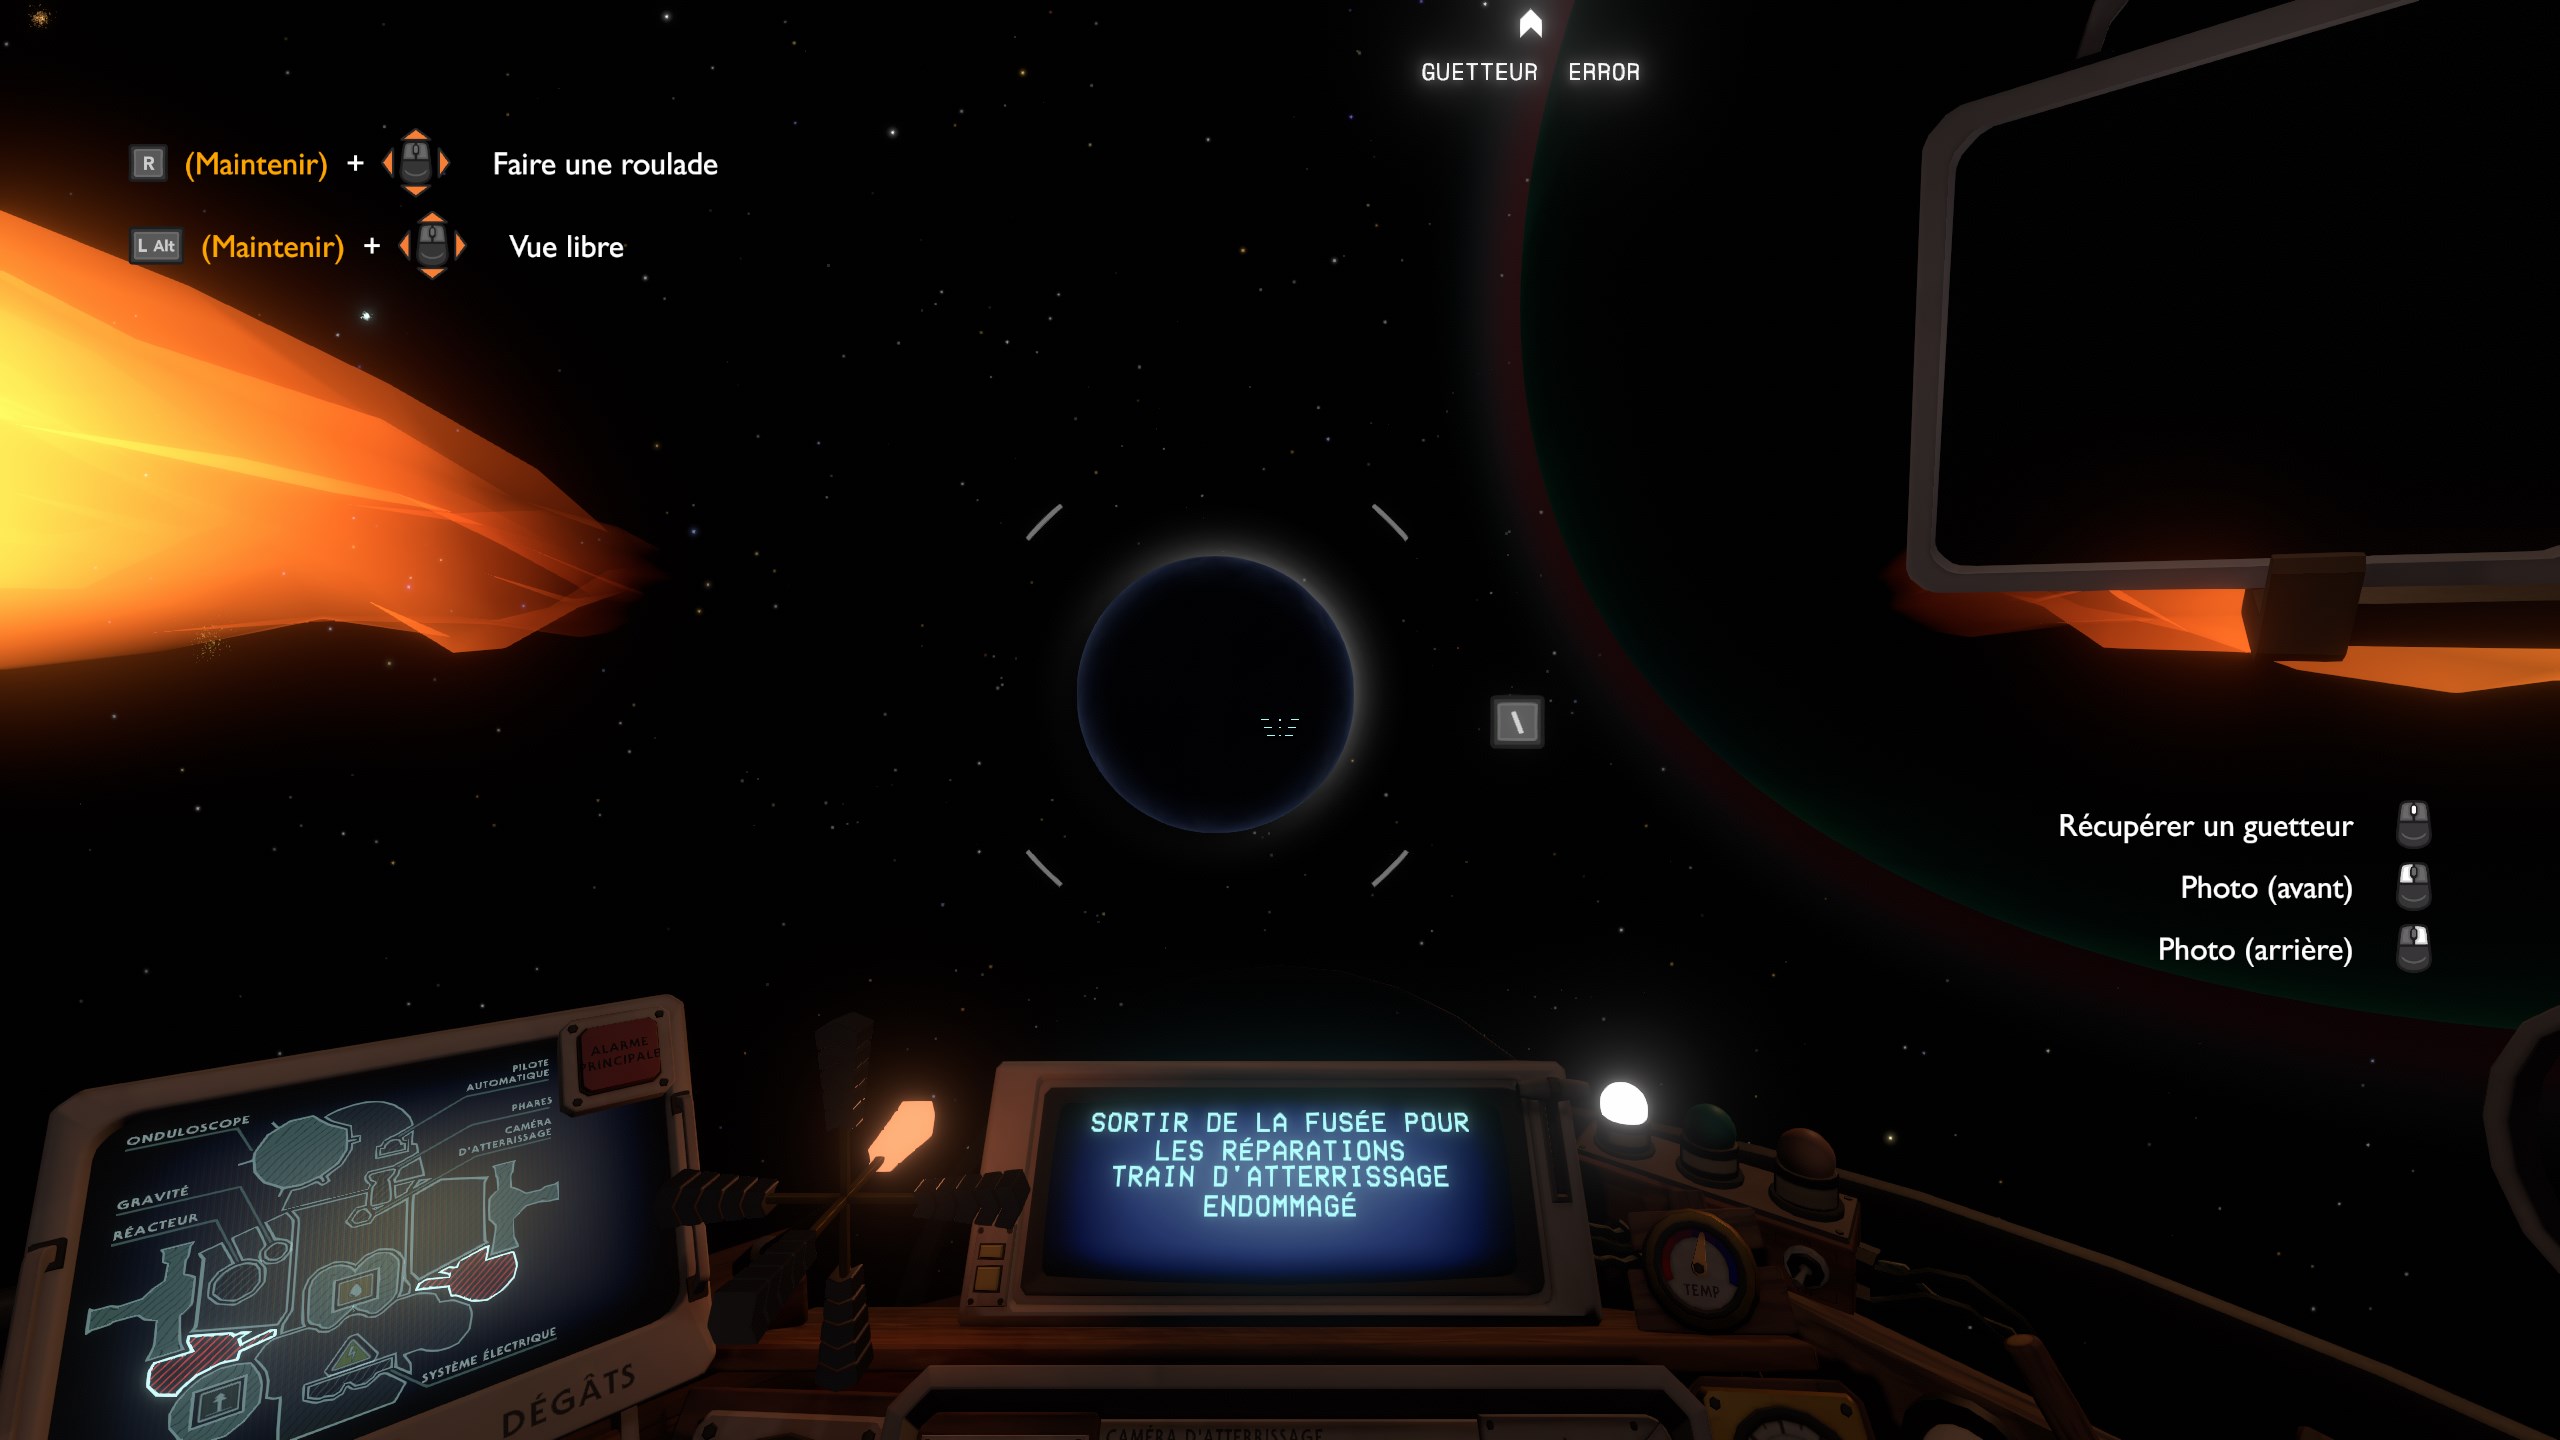 GUETTEUR ERROR
R (Maintenir) + Faire une roulade
L Alt (Maintenir) + Vue libre
\
Récupérer un guetteur
Photo (avant)
Photo (arrière)
ALARME
PRINCIPALE
PILOTE
AUTOMATIQUE
PHARES
CAMÉRA
D'ATTERRISSAGE
ONDULOSCOPE
GRAVITÉ
RÉACTEUR
SYSTÈME ÉLECTRIQUE
DÉGÂTS
SORTIR DE LA FUSÉE POUR
LES RÉPARATIONS
TRAIN D'ATTERRISSAGE
ENDOMMAGÉ
TEMP
CAMÉRA D'ATTERRISSAGE